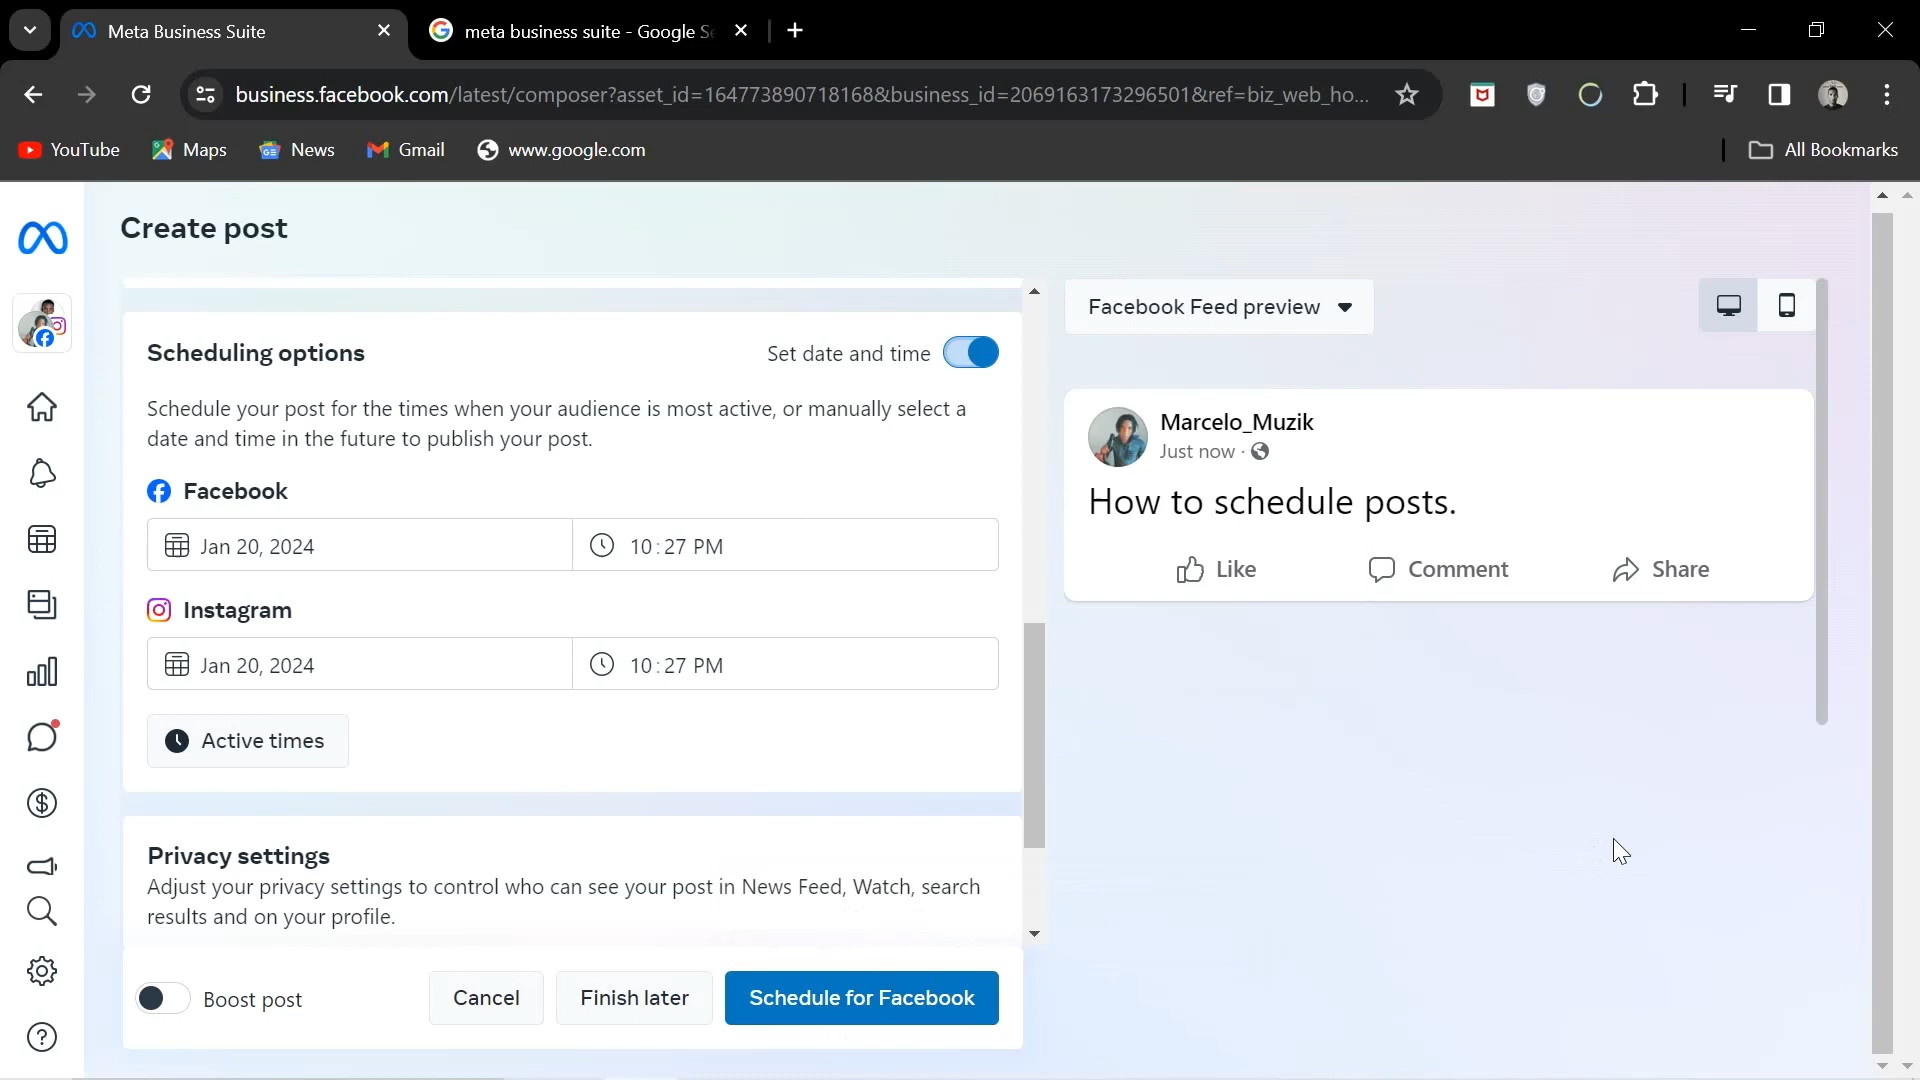 Meta Business Suite
meta business suite - Google Se
business.facebook.com/latest/composer?asset_id=164773890718168&business_id=2069163173296501&ref=biz_web_ho...
YouTube
Maps
News
Gmail
www.google.com
All Bookmarks
Create post
Scheduling options
Set date and time
Schedule your post for the times when your audience is most active, or manually select a
date and time in the future to publish your post.
Facebook
Jan 20, 2024
10:27 PM
Instagram
Jan 20, 2024
10:27 PM
Active times
Privacy settings
Adjust your privacy settings to control who can see your post in News Feed, Watch, search
results and on your profile.
Boost post
Cancel
Finish later
Schedule for Facebook
Facebook Feed preview
Marcelo_Muzik
Just now ·
How to schedule posts.
Like
Comment
Share